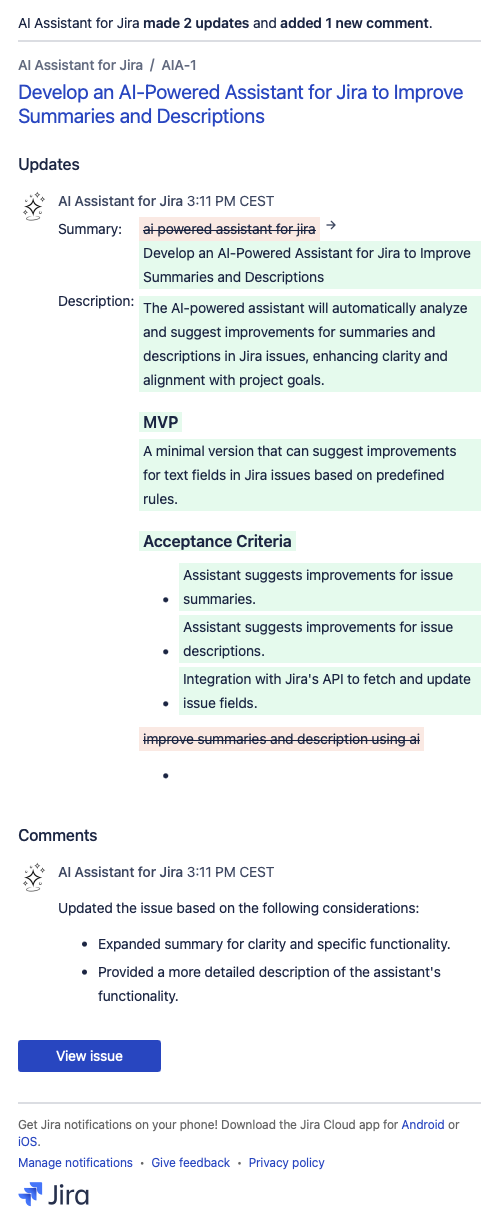 AI Assistant for Jira made 2 updates and added 1 new comment.
AI Assistant for Jira / AIA-1
Develop an AI-Powered Assistant for Jira to Improve
Summaries and Descriptions
Updates
AI Assistant for Jira 3:11 PM CEST
Summary: ai powered assistant for jira →
Develop an AI-Powered Assistant for Jira to Improve
Summaries and Descriptions
Description: The AI-powered assistant will automatically analyze
and suggest improvements for summaries and
descriptions in Jira issues, enhancing clarity and
alignment with project goals.
MVP
A minimal version that can suggest improvements
for text fields in Jira issues based on predefined
rules.
Acceptance Criteria
Assistant suggests improvements for issue
• summaries.
Assistant suggests improvements for issue
• descriptions.
Integration with Jira's API to fetch and update
• issue fields.
improve summaries and description using ai
•
Comments
AI Assistant for Jira 3:11 PM CEST
Updated the issue based on the following considerations:
• Expanded summary for clarity and specific functionality.
• Provided a more detailed description of the assistant's
functionality.
View issue
Get Jira notifications on your phone! Download the Jira Cloud app for Android or
iOS.
Manage notifications • Give feedback • Privacy policy
Jira